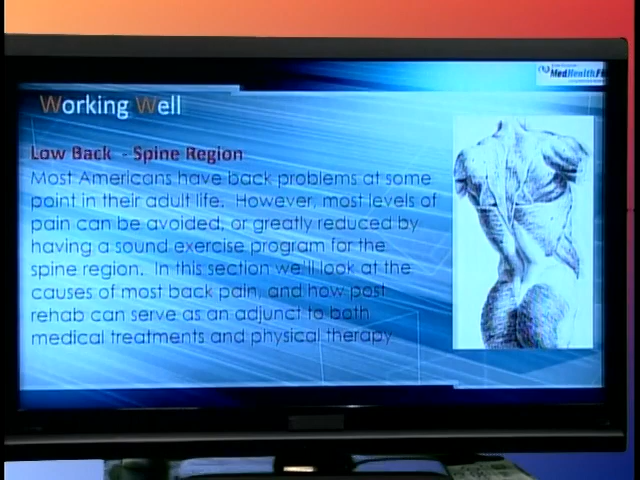 MedHealthFi
Working Well
Low Back - Spine Region
Most Americans have back problems at some
point in their adult life. However, most levels of
pain can be avoided, or greatly reduced by
having a sound exercise program for the
spine region. In this section we'll look at the
causes of most back pain, and how post
rehab can serve as an adjunct to both
medical treatments and physical therapy